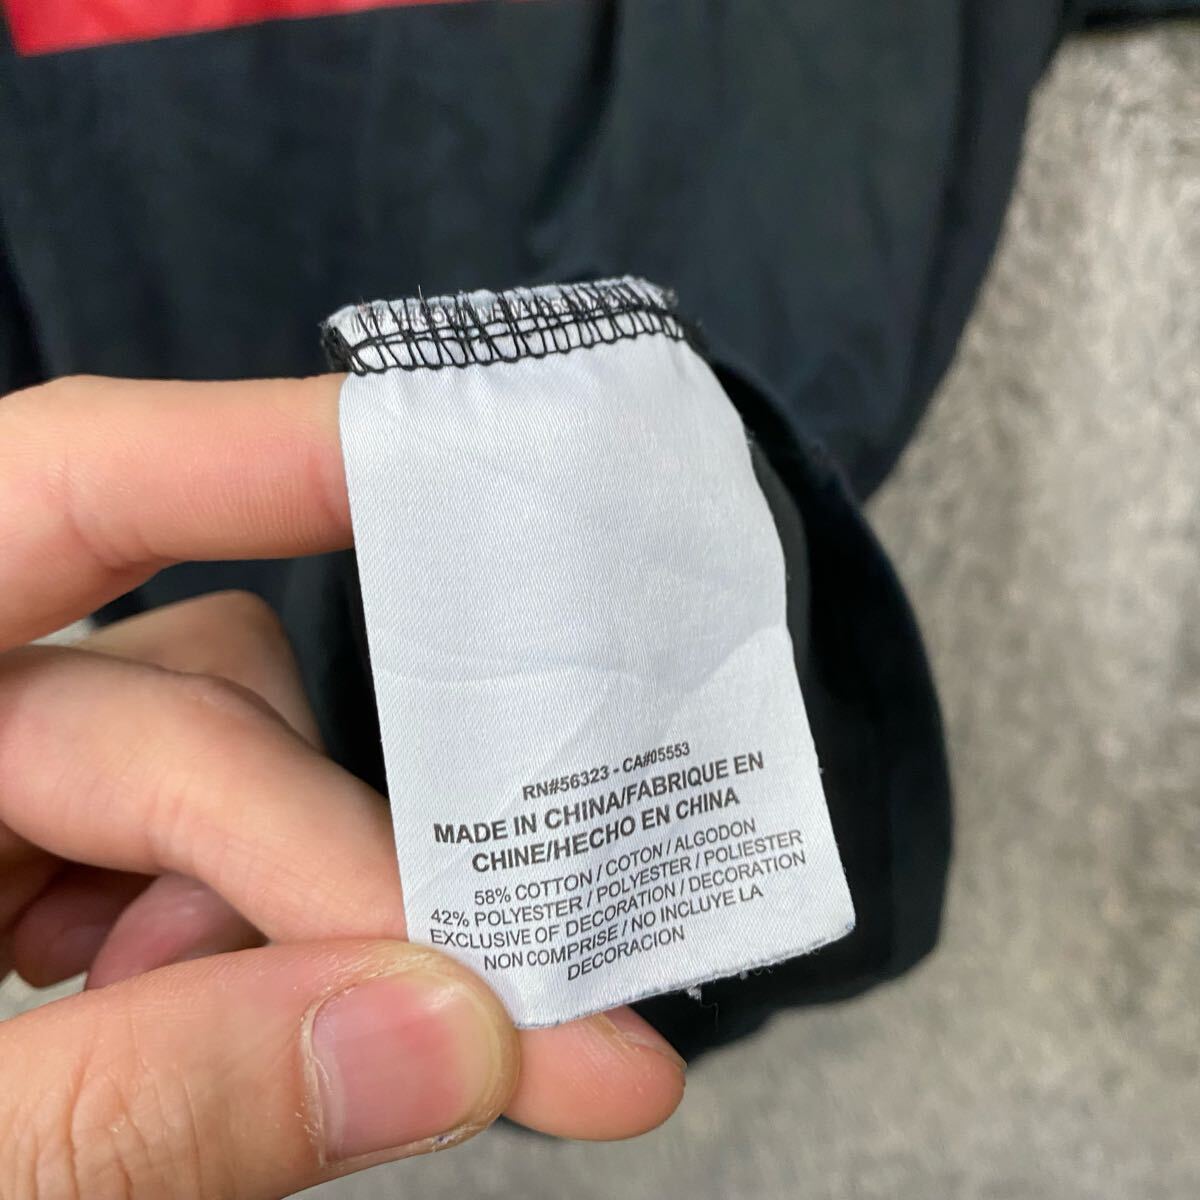 RN#56323 - CA#05553
MADE IN CHINA/FABRIQUE EN
CHINE/HECHO EN CHINA
58% COTTON / COTON / ALGODON
42% POLYESTER / POLYESTER / POLIESTER
EXCLUSIVE OF DECORATION / DECORATION
NON COMPRISE / NO INCLUYE LA
DECORACION